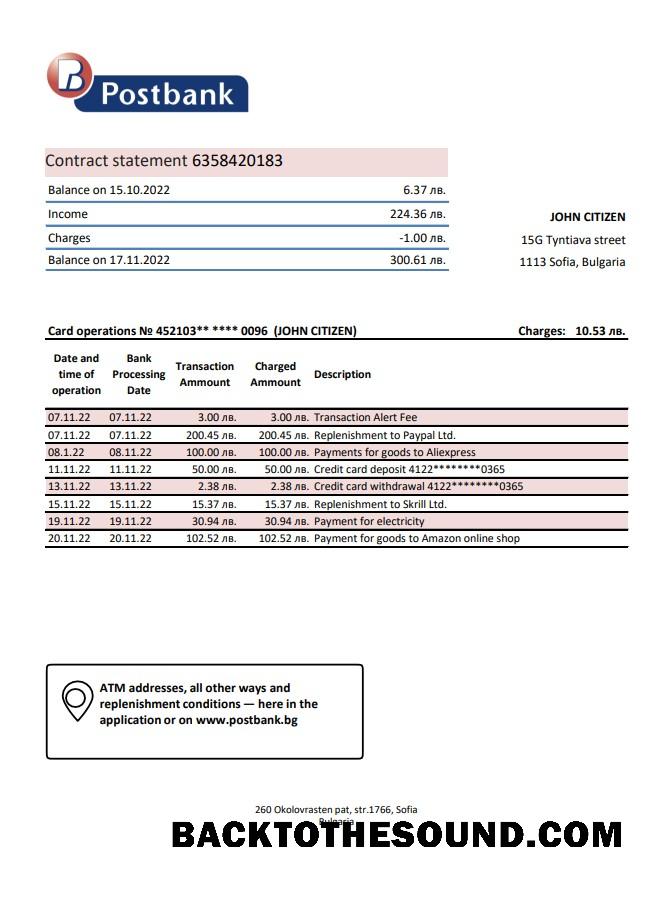 B Postbank
Contract statement 6358420183
Balance on 15.10.2022 6.37 лв.
Income 224.36 лв.
Charges -1.00 лв.
Balance on 17.11.2022 300.61 лв.
JOHN CITIZEN
15G Tyntiava street
1113 Sofia, Bulgaria
Card operations № 452103** **** 0096 (JOHN CITIZEN) Charges: 10.53 лв.
Date and time of operation Bank Processing Date Transaction Ammount Charged Ammount Description
07.11.22 07.11.22 3.00 лв. 3.00 лв. Transaction Alert Fee
07.11.22 07.11.22 200.45 лв. 200.45 лв. Replenishment to Paypal Ltd.
08.1.22 08.11.22 100.00 лв. 100.00 лв. Payments for goods to Aliexpress
11.11.22 11.11.22 50.00 лв. 50.00 лв. Credit card deposit 4122********0365
13.11.22 13.11.22 2.38 лв. 2.38 лв. Credit card withdrawal 4122********0365
15.11.22 15.11.22 15.37 лв. 15.37 лв. Replenishment to Skrill Ltd.
19.11.22 19.11.22 30.94 лв. 30.94 лв. Payment for electricity
20.11.22 20.11.22 102.52 лв. 102.52 лв. Payment for goods to Amazon online shop
ATM addresses, all other ways and
replenishment conditions — here in the
application or on www.postbank.bg
260 Okolovrasten pat, str.1766, Sofia
Bulgaria
BACKTOTHESOUND.COM